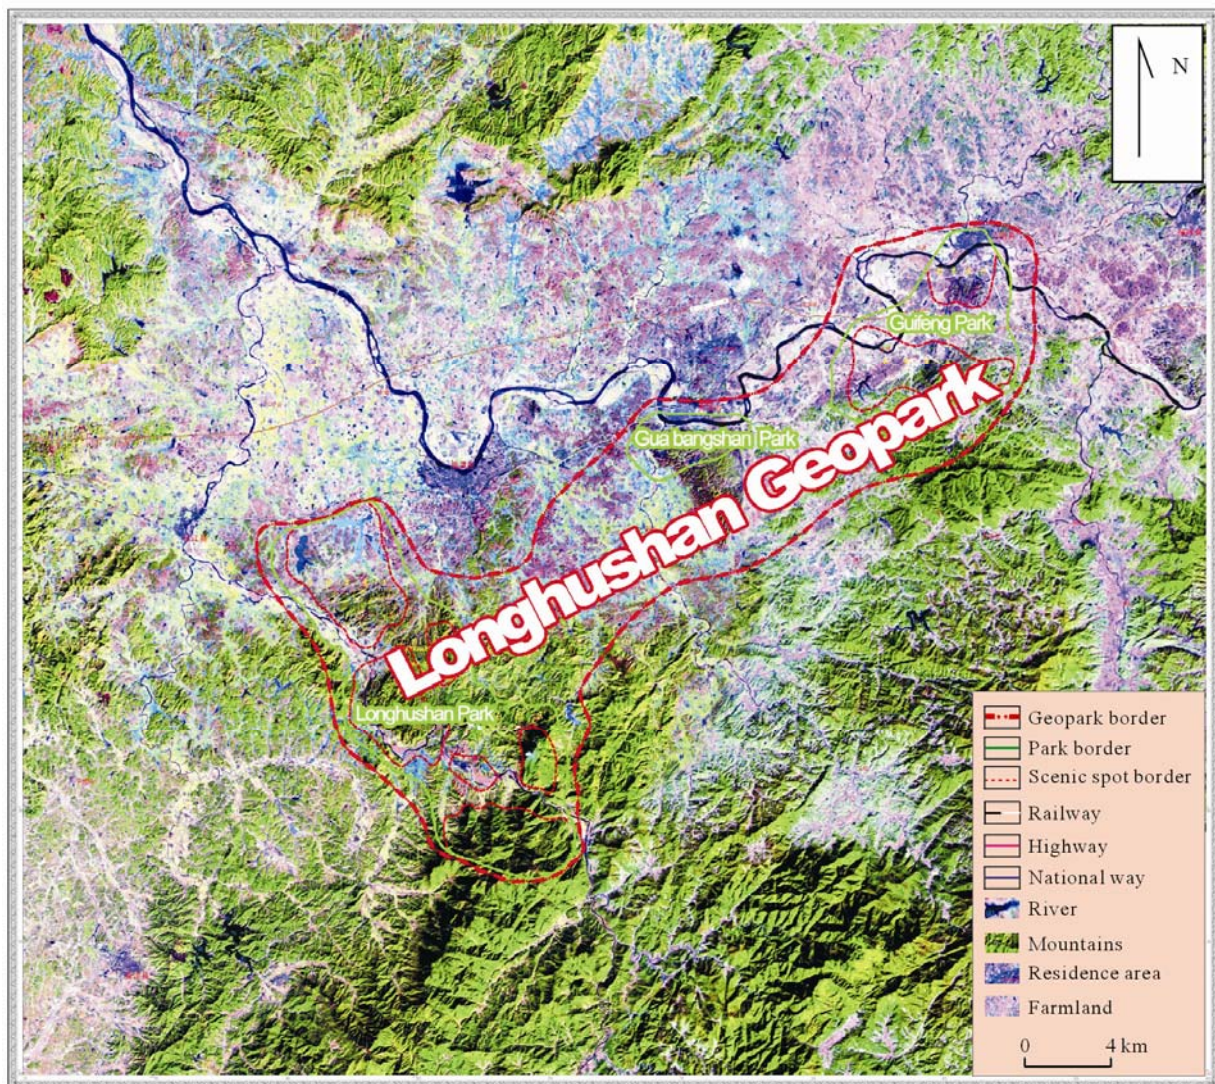 N
Guifeng Park
Gua bangshan Park
Longhushan Geopark
Longhushan Park
Geopark border
Park border
Scenic spot border
Railway
Highway
National way
River
Mountains
Residence area
Farmland
0 4 km